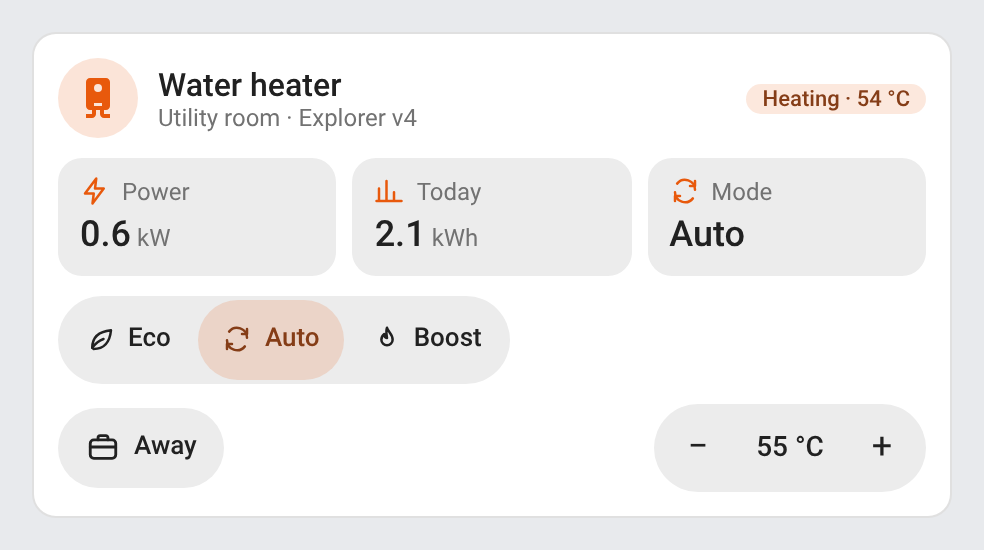 Water heater
Utility room · Explorer v4
Heating · 54 °C
Power
0.6 kW
Today
2.1 kWh
Mode
Auto
Eco
Auto
Boost
Away
− 55 °C +